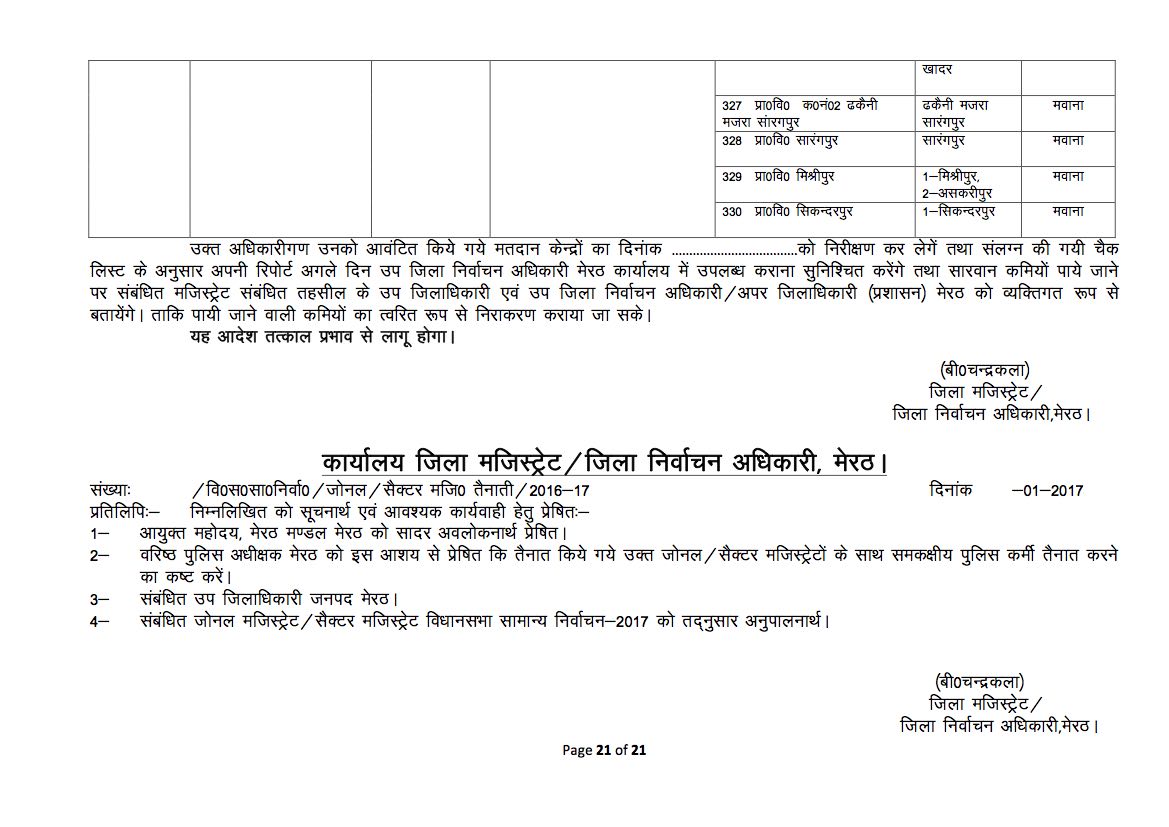 खादर
327 प्रा0वि0 क0नं02 ढकैनी मजरा सांरगपुर ढकैनी मजरा सारंगपुर मवाना
328 प्रा0वि0 सारंगपुर सारंगपुर मवाना
329 प्रा0वि0 मिश्रीपुर 1–मिश्रीपुर, 2–असकरीपुर मवाना
330 प्रा0वि0 सिकन्दरपुर 1–सिकन्दरपुर मवाना
उक्त अधिकारीगण उनको आवंटित किये गये मतदान केन्द्रों का दिनांक ..................................को निरीक्षण कर लेगें तथा संलग्न की गयी चैक
लिस्ट के अनुसार अपनी रिपोर्ट अगले दिन उप जिला निर्वाचन अधिकारी मेरठ कार्यालय में उपलब्ध कराना सुनिश्चित करेंगे तथा सारवान कमियों पाये जाने
पर संबंधित मजिस्ट्रेट संबंधित तहसील के उप जिलाधिकारी एवं उप जिला निर्वाचन अधिकारी/अपर जिलाधिकारी (प्रशासन) मेरठ को व्यक्तिगत रूप से
बतायेंगे। ताकि पायी जाने वाली कमियों का त्वरित रूप से निराकरण कराया जा सके।
यह आदेश तत्काल प्रभाव से लागू होगा।
(बी0चन्द्रकला)
जिला मजिस्ट्रेट/
जिला निर्वाचन अधिकारी,मेरठ।
कार्यालय जिला मजिस्ट्रेट/जिला निर्वाचन अधिकारी, मेरठ।
संख्याः /वि0स0सा0निर्वा0/जोनल/सैक्टर मजि0 तैनाती/2016–17 दिनांक –01–2017
प्रतिलिपिः– निम्नलिखित को सूचनार्थ एवं आवश्यक कार्यवाही हेतु प्रेषितः–
1– आयुक्त महोदय, मेरठ मण्डल मेरठ को सादर अवलोकनार्थ प्रेषित।
2– वरिष्ठ पुलिस अधीक्षक मेरठ को इस आशय से प्रेषित कि तैनात किये गये उक्त जोनल/सैक्टर मजिस्ट्रेटों के साथ समकक्षीय पुलिस कर्मी तैनात करने
का कष्ट करें।
3– संबंधित उप जिलाधिकारी जनपद मेरठ।
4– संबंधित जोनल मजिस्ट्रेट/सैक्टर मजिस्ट्रेट विधानसभा सामान्य निर्वाचन–2017 को तद्नुसार अनुपालनार्थ।
(बी0चन्द्रकला)
जिला मजिस्ट्रेट/
जिला निर्वाचन अधिकारी,मेरठ।
Page 21 of 21